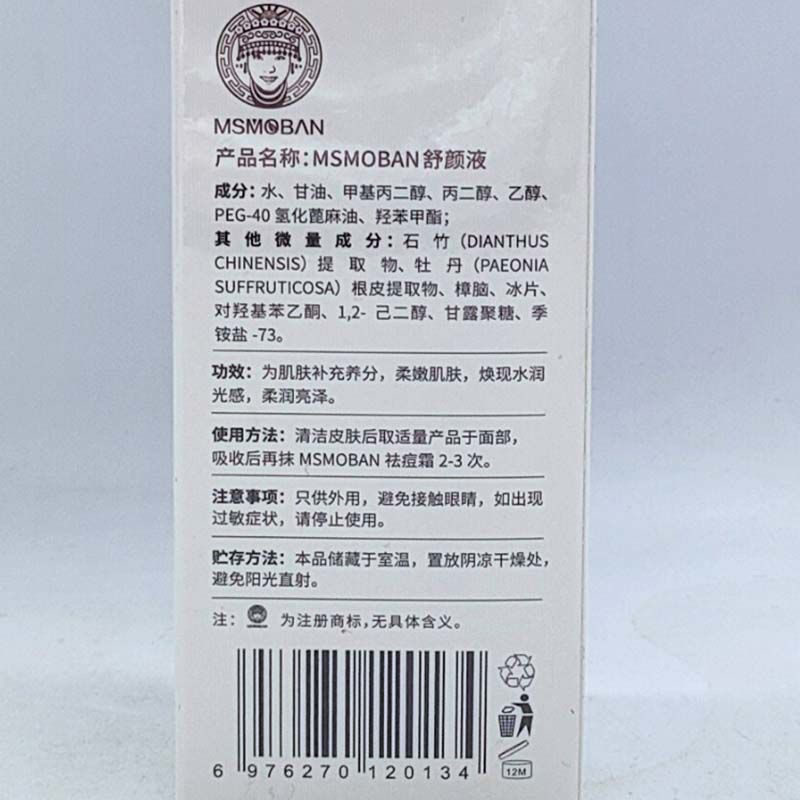 MSMOBAN
产品名称：MSMOBAN舒颜液
成分：水、甘油、甲基丙二醇、丙二醇、乙醇、
PEG-40 氢化蓖麻油、羟苯甲酯；
其他微量成分：石竹（DIANTHUS
CHINENSIS）提取物、牡丹（PAEONIA
SUFFRUTICOSA）根皮提取物、樟脑、冰片、
对羟基苯乙酮、1,2- 己二醇、甘露聚糖、季
铵盐 -73。
功效：为肌肤补充养分，柔嫩肌肤，焕现水润
光感，柔润亮泽。
使用方法：清洁皮肤后取适量产品于面部，
吸收后再抹 MSMOBAN 祛痘霜 2-3 次。
注意事项：只供外用，避免接触眼睛，如出现
过敏症状，请停止使用。
贮存方法：本品储藏于室温，置放阴凉干燥处，
避免阳光直射。
注： 为注册商标，无具体含义。
6 976270 120134
12M